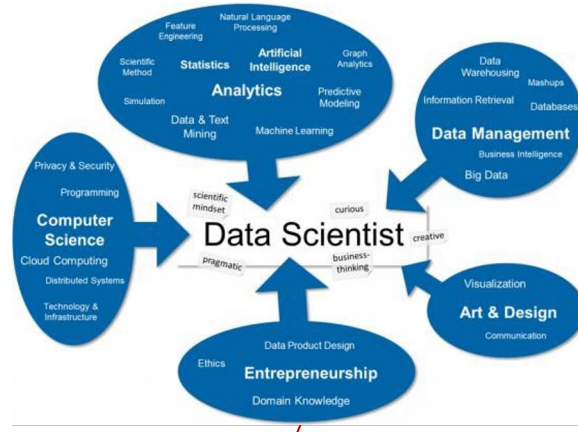 Natural Language
Processing
Feature
Engineering
Artificial
Intelligence
Graph
Analytics
Scientific
Method
Statistics
Analytics
Predictive
Modeling
Simulation
Data & Text
Mining
Machine Learning
Data
Warehousing
Mashups
Information Retrieval
Databases
Data Management
Business Intelligence
Big Data
Privacy & Security
Programming
Computer
Science
Cloud Computing
Distributed Systems
Technology &
Infrastructure
scientific
mindset
curious
Data Scientist
creative
pragmatic
business-
thinking
Visualization
Art & Design
Communication
Data Product Design
Ethics
Entrepreneurship
Domain Knowledge